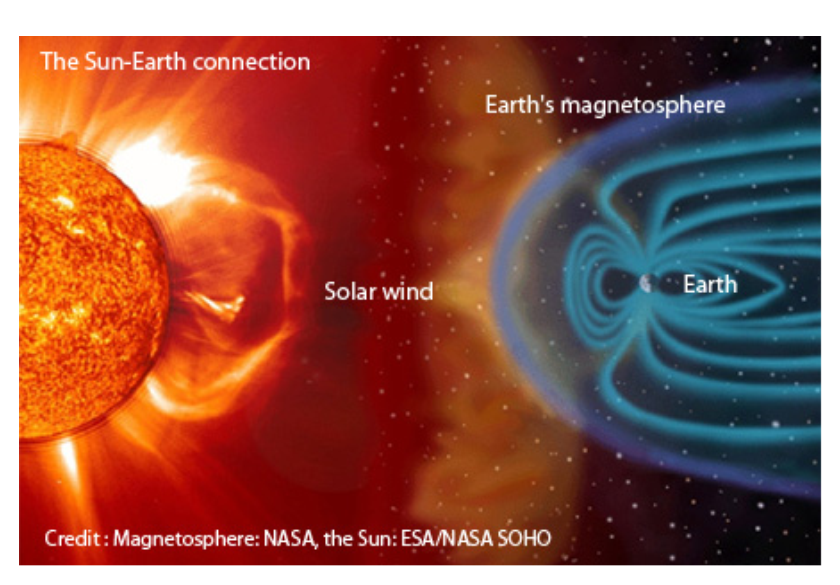 The Sun-Earth connection
Earth's magnetosphere
Solar wind
Earth
Credit : Magnetosphere: NASA, the Sun: ESA/NASA SOHO